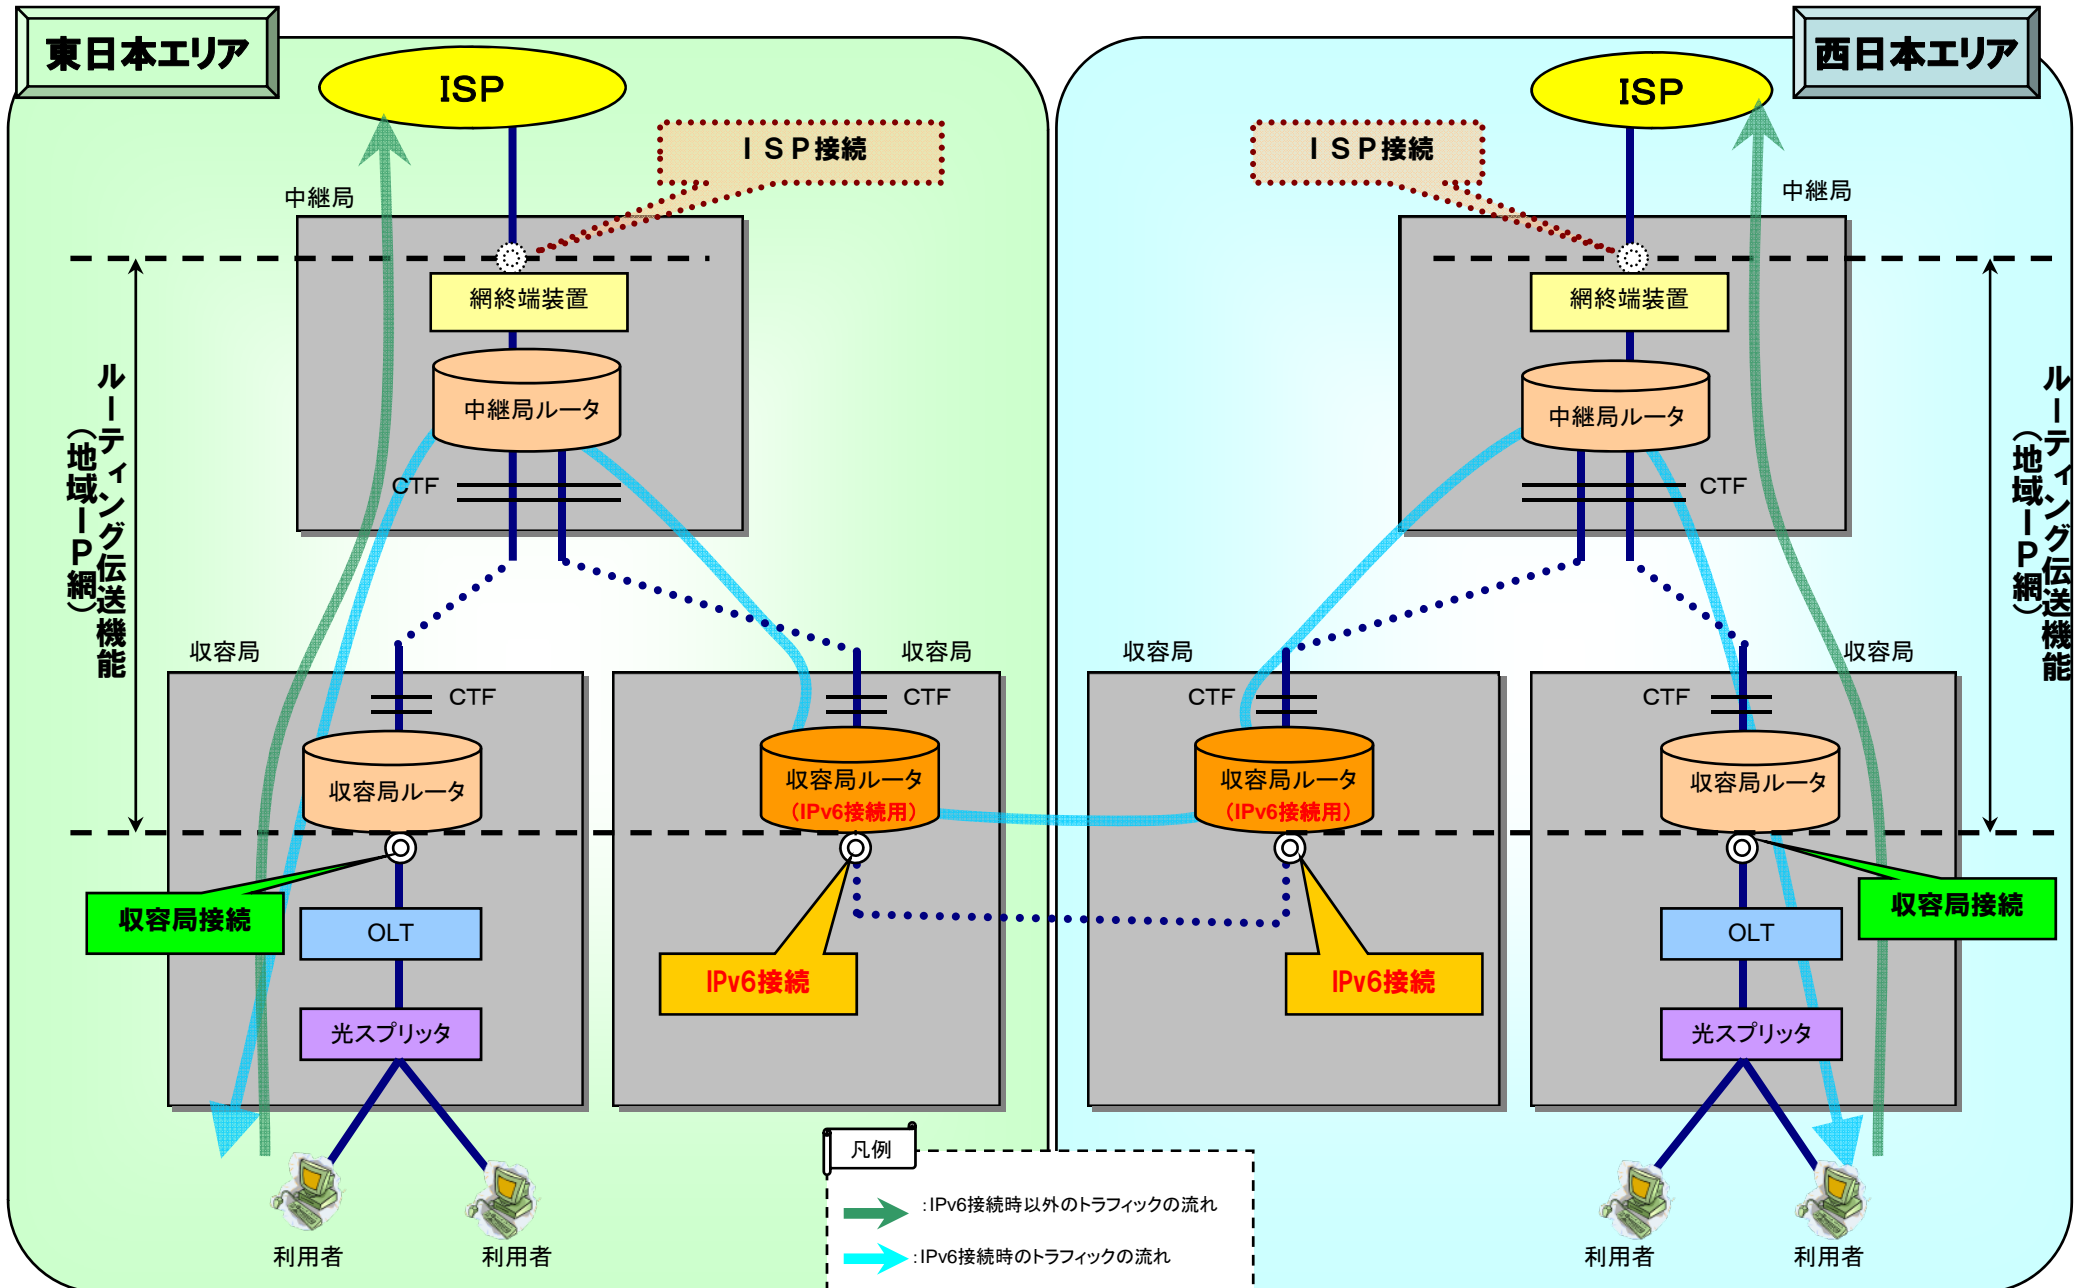 東日本エリア
ISP
ＩＳＰ接続
中継局
網終端装置
中継局ルータ
CTF
ルーティング伝送機能
（地域ＩＰ網）
収容局
CTF
収容局ルータ
収容局接続
OLT
光スプリッタ
利用者
利用者
収容局
CTF
収容局ルータ
（IPv6接続用）
IPv6接続
西日本エリア
ISP
ＩＳＰ接続
中継局
網終端装置
中継局ルータ
CTF
ルーティング伝送機能
（地域ＩＰ網）
収容局
CTF
収容局ルータ
（IPv6接続用）
IPv6接続
収容局
CTF
収容局ルータ
収容局接続
OLT
光スプリッタ
利用者
利用者
凡例
：IPv6接続時以外のトラフィックの流れ
：IPv6接続時のトラフィックの流れ